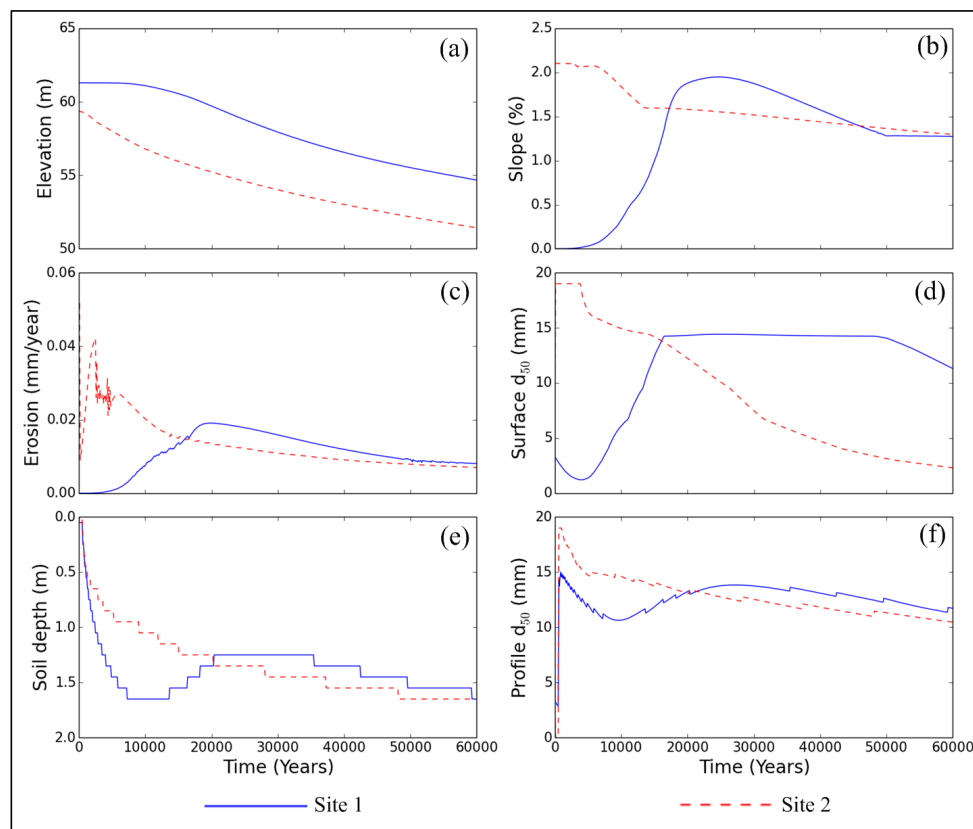 (a)
65
60
55
50
Elevation (m)
(b)
2.5
2.0
1.5
1.0
0.5
0.0
Slope (%)
(c)
0.06
0.04
0.02
0.00
Erosion (mm/year)
(d)
20
15
10
5
0
Surface d50 (mm)
(e)
0.0
0.5
1.0
1.5
2.0
Soil depth (m)
0 10000 20000 30000 40000 50000 60000
Time (Years)
(f)
20
15
10
5
0
Profile d50 (mm)
0 10000 20000 30000 40000 50000 60000
Time (Years)
Site 1
Site 2